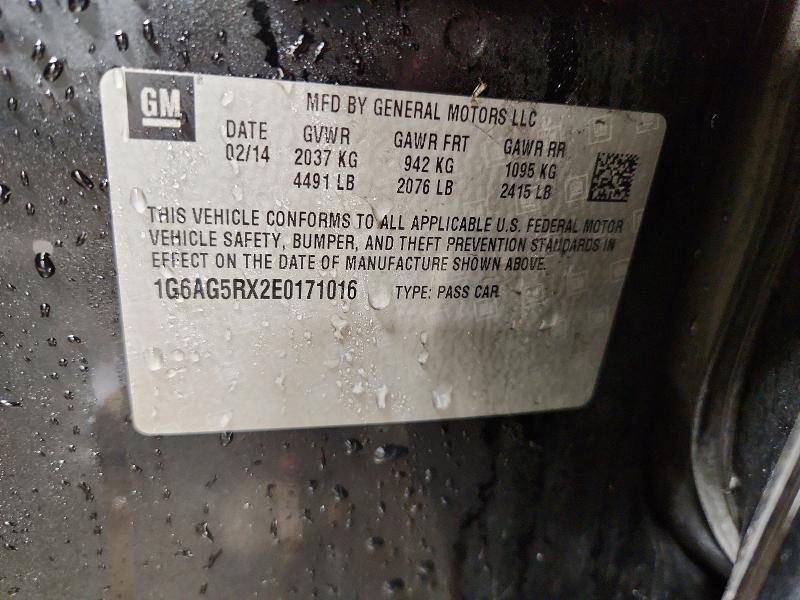 GM
MFD BY GENERAL MOTORS LLC
DATE GVWR GAWR FRT GAWR RR
02/14 2037 KG 942 KG 1095 KG
4491 LB 2076 LB 2415 LB
THIS VEHICLE CONFORMS TO ALL APPLICABLE U.S. FEDERAL MOTOR
VEHICLE SAFETY, BUMPER, AND THEFT PREVENTION STANDARDS IN
EFFECT ON THE DATE OF MANUFACTURE SHOWN ABOVE.
1G6AG5RX2E0171016 TYPE: PASS CAR